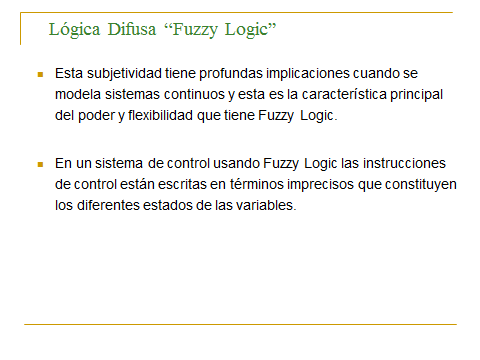 Lógica Difusa “Fuzzy Logic”
Esta subjetividad tiene profundas implicaciones cuando se
modela sistemas continuos y esta es la característica principal
del poder y flexibilidad que tiene Fuzzy Logic.
En un sistema de control usando Fuzzy Logic las instrucciones
de control están escritas en términos imprecisos que constituyen
los diferentes estados de las variables.